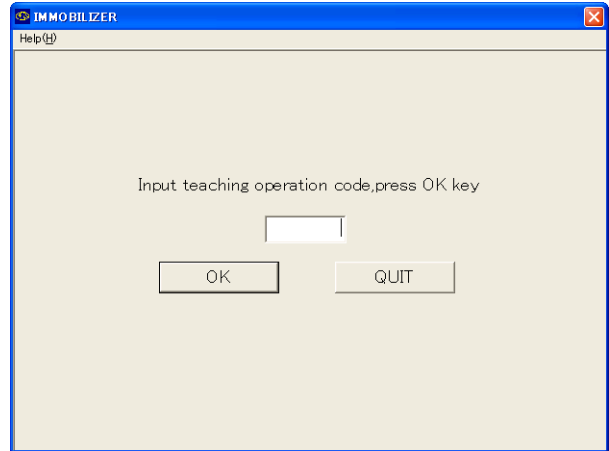 IMMOBILIZER
Help(H)
Input teaching operation code,press OK key
OK
QUIT